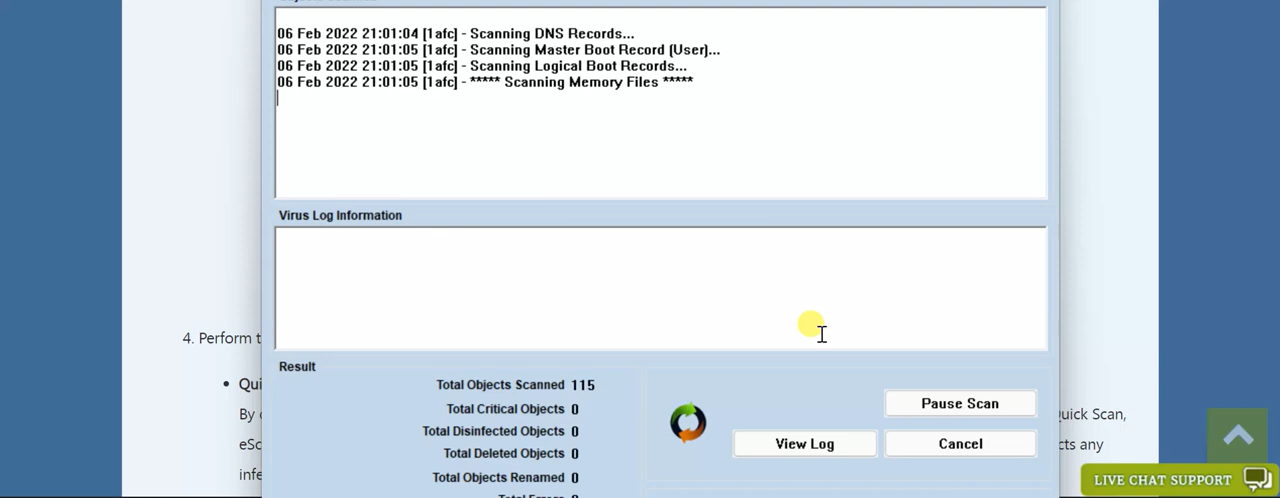 06 Feb 2022 21:01:04 [1afc] - Scanning DNS Records...
06 Feb 2022 21:01:05 [1afc] - Scanning Master Boot Record (User)...
06 Feb 2022 21:01:05 [1afc] - Scanning Logical Boot Records...
06 Feb 2022 21:01:05 [1afc] - ***** Scanning Memory Files *****
Virus Log Information
4. Perform t
Result
Total Objects Scanned 115
Total Critical Objects 0
Total Disinfected Objects 0
Total Deleted Objects 0
Total Objects Renamed 0
Pause Scan
View Log
Cancel
• Qui
By c
uick Scan,
eSc
cts any
infe
LIVE CHAT SUPPORT